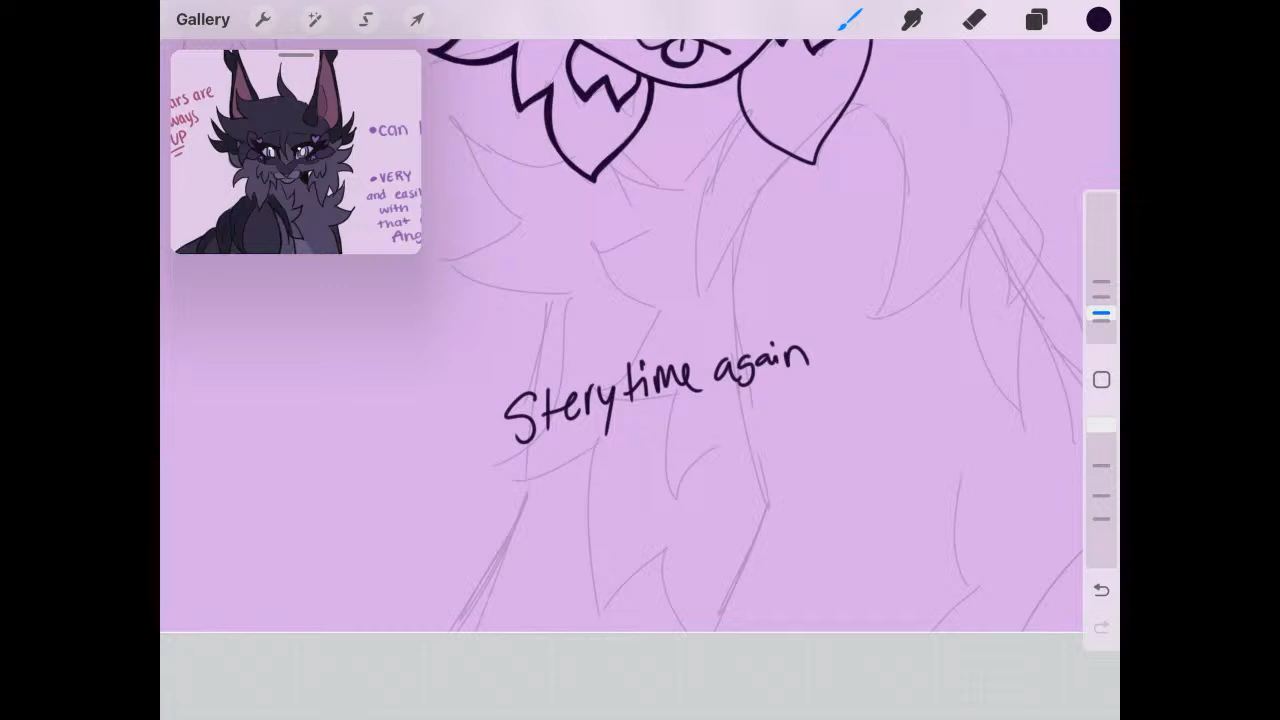 Gallery
ars are
ways
UP
•can
•VERY
and easi
with
that
Ang
Sterytime again